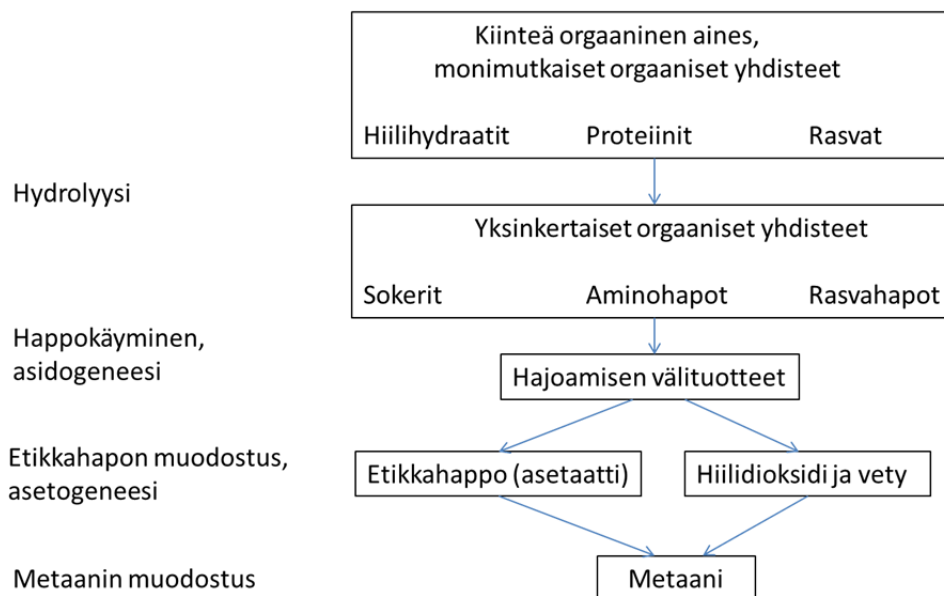 Kiinteä orgaaninen aines,
monimutkaiset orgaaniset yhdisteet
Hiilihydraatit Proteiinit Rasvat
Hydrolyysi
Yksinkertaiset orgaaniset yhdisteet
Sokerit Aminohapot Rasvahapot
Happokäyminen,
asidogeneesi
Hajoamisen välituotteet
Etikkahapon muodostus,
asetogeneesi
Etikkahappo (asetaatti) Hiilidioksidi ja vety
Metaanin muodostus Metaani